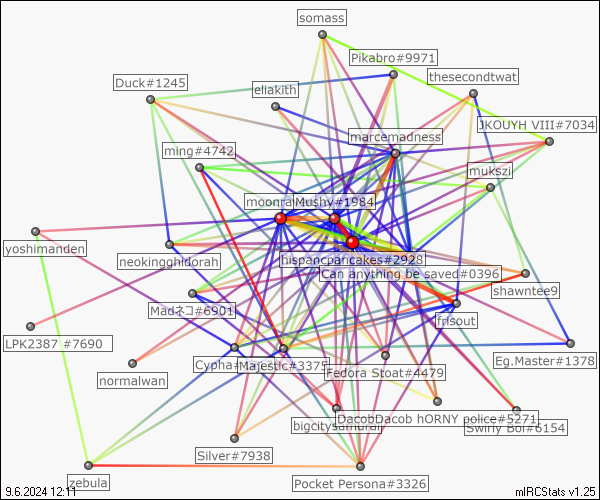 somass
Pikabro#9971
thesecondtwat
Duck#1245
eliakith
JKOUYH VIII#7034
marcemadness
ming#4742
mukszi
moonra
Mushy#1984
yoshimanden
neokingghidorah
hispancpancakes#2928
Can anything be saved#0396
shawntee9
Madネコ#6901
frisout
LPK2387 #7690
Cypha
Majestic#3375
Eg.Master#1378
normalwan
Fedora Stoat#4479
bigcitysamurai
DacobDacob hORNY police#5271
Swirly Boi#6154
Silver#7938
zebula
Pocket Persona#3326
9.6.2024 12:11
mIRCStats v1.25